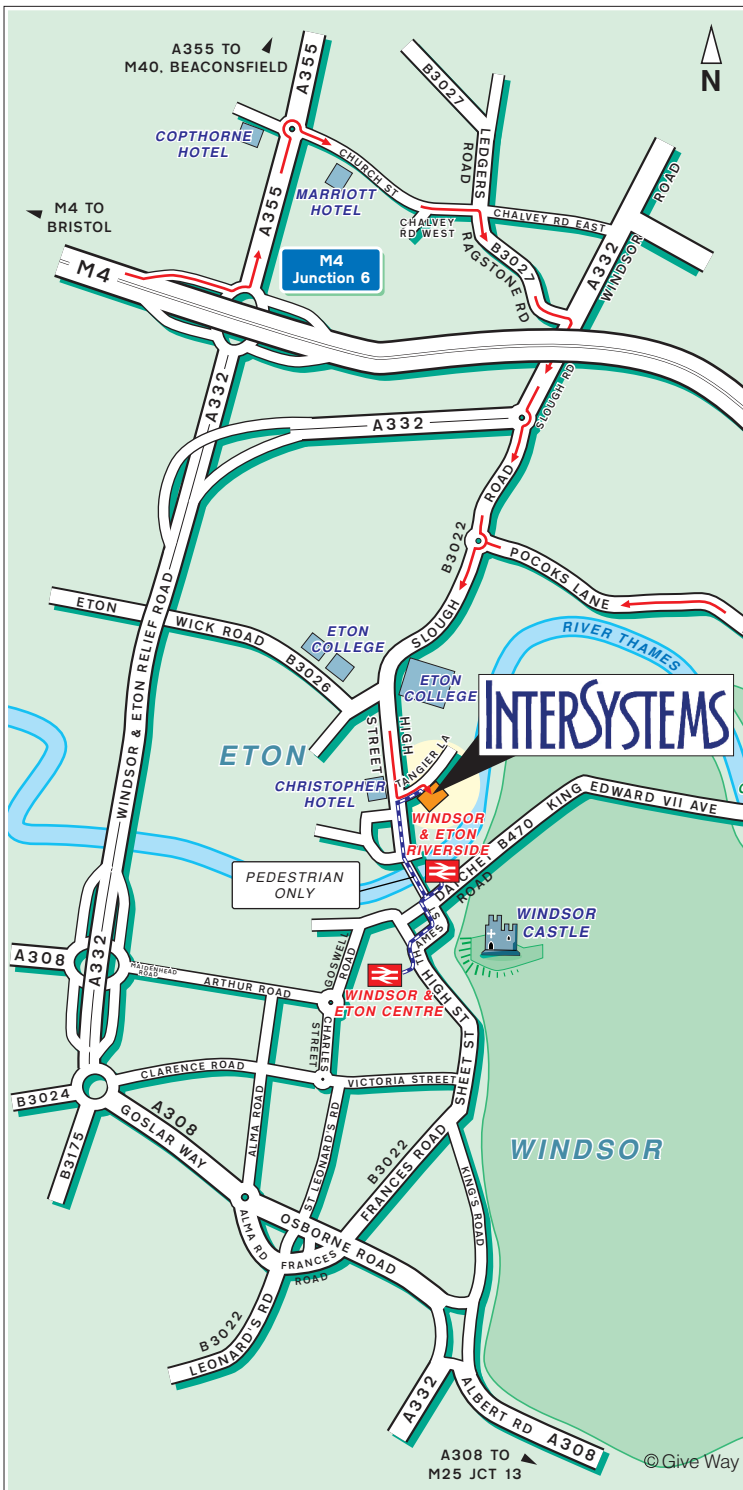 A355 TO
M40, BEACONSFIELD
A355
N
B3027
LEDGERS
ROAD
COPTHORNE
HOTEL
CHURCH ST
MARRIOTT
HOTEL
CHALVEY
RD WEST
CHALVEY RD EAST
A332
WINDSOR
ROAD
B3027
RAGSTONE RD
M4 TO
BRISTOL
A355
M4
Junction 6
M4
A332
A332
SLOUGH RD
ROAD
B3022
SLOUGH
POCOKS LANE
ETON
WICK ROAD
B3026
WINDSOR & ETON RELIEF ROAD
ETON
COLLEGE
ETON
COLLEGE
RIVER THAMES
INTERSYSTEMS
HIGH
STREET
TANGIER LA
ETON
CHRISTOPHER
HOTEL
WINDSOR
& ETON
RIVERSIDE
KING EDWARD VII AVE
DATCHET B470
ROAD
PEDESTRIAN
ONLY
WINDSOR
CASTLE
THAMES ST
HIGH ST
WINDSOR &
ETON CENTRE
GOSWELL
ROAD
A308
A332
MAIDENHEAD
ROAD
ARTHUR ROAD
CHARLES
STREET
CLARENCE ROAD
VICTORIA STREET
SHEET ST
B3024
B3175
A308
GOSLAR WAY
ALMA ROAD
ST LEONARD'S RD
B3022
FRANCES ROAD
KING'S ROAD
WINDSOR
ALMA RD
OSBORNE ROAD
FRANCES
ROAD
B3022
LEONARD'S RD
A332
ALBERT RD
A308
A308 TO
M25 JCT 13
© Give Way